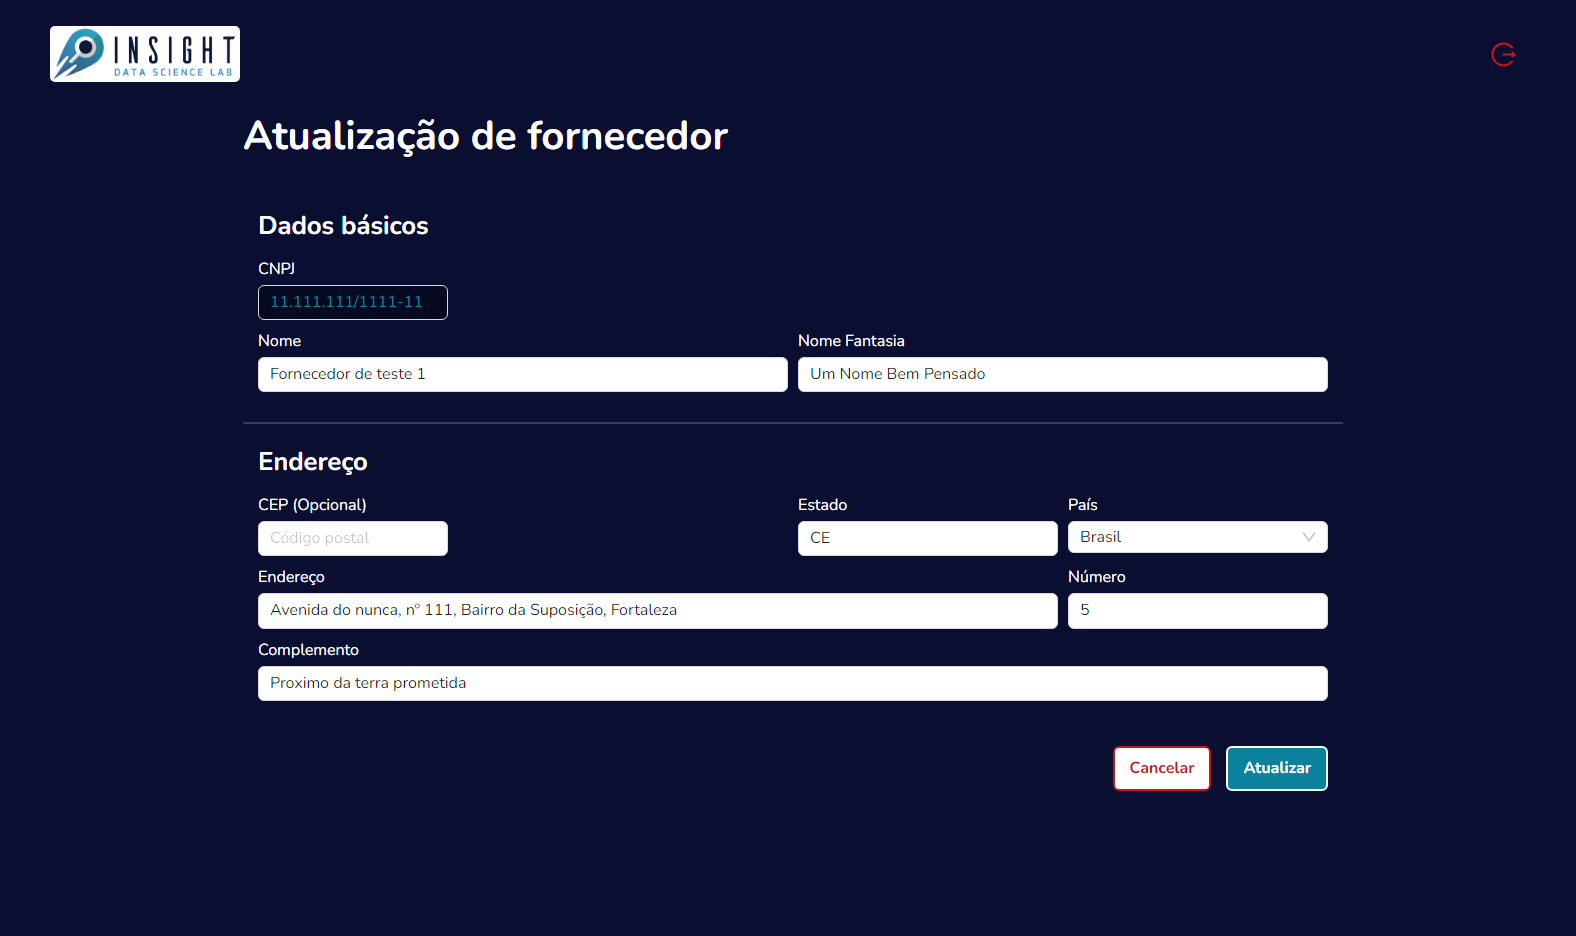 INSIGHT
DATA SCIENCE LAB
Atualização de fornecedor
Dados básicos
CNPJ
11.111.111/1111-11
Nome
Nome Fantasia
Fornecedor de teste 1
Um Nome Bem Pensado
Endereço
CEP (Opcional)
Estado
País
Código postal
CE
Brasil
Endereço
Número
Avenida do nunca, nº 111, Bairro da Suposição, Fortaleza
5
Complemento
Proximo da terra prometida
Cancelar
Atualizar